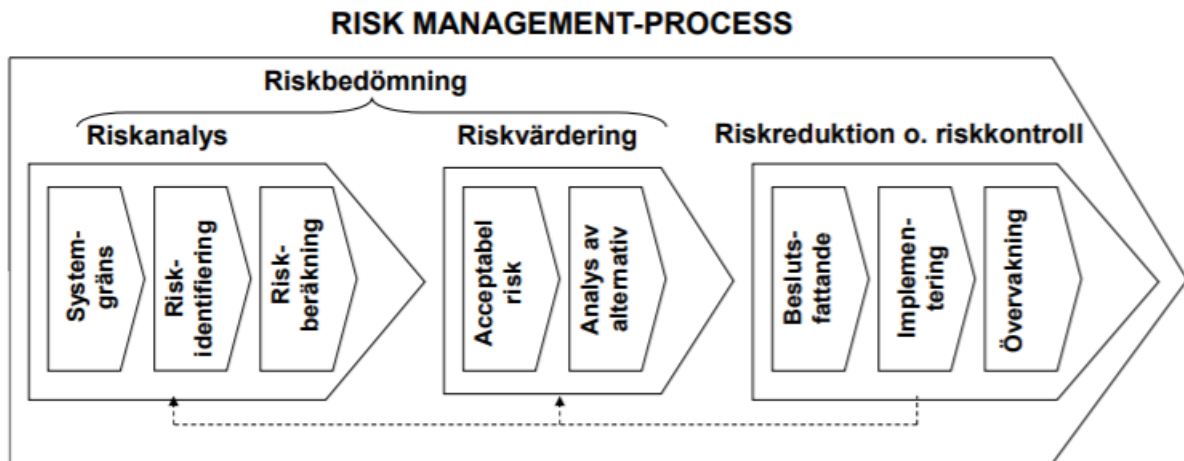 RISK MANAGEMENT-PROCESS
Riskbedömning
Riskanalys
Riskvärdering
Riskreduktion o. riskkontroll
System-
gräns
Risk-
identifiering
Risk-
beräkning
Acceptabel
risk
Analys av
alternativ
Besluts-
fattande
Implemen-
tering
Övervakning